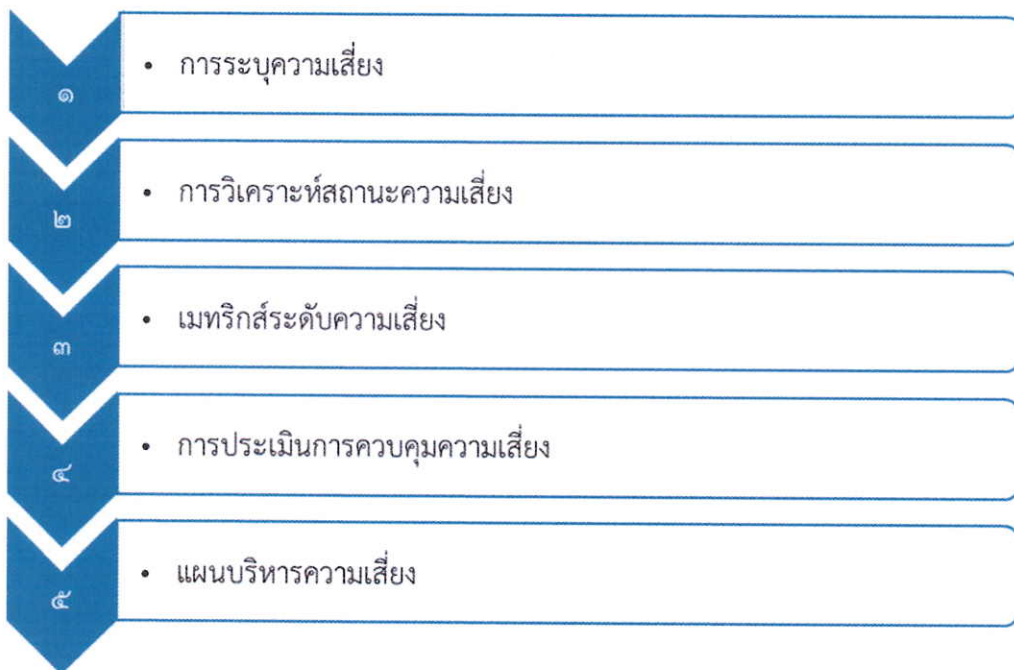 ๑
• การระบุความเสี่ยง
๒
• การวิเคราะห์สถานะความเสี่ยง
๓
• เมทริกส์ระดับความเสี่ยง
๔
• การประเมินการควบคุมความเสี่ยง
๕
• แผนบริหารความเสี่ยง